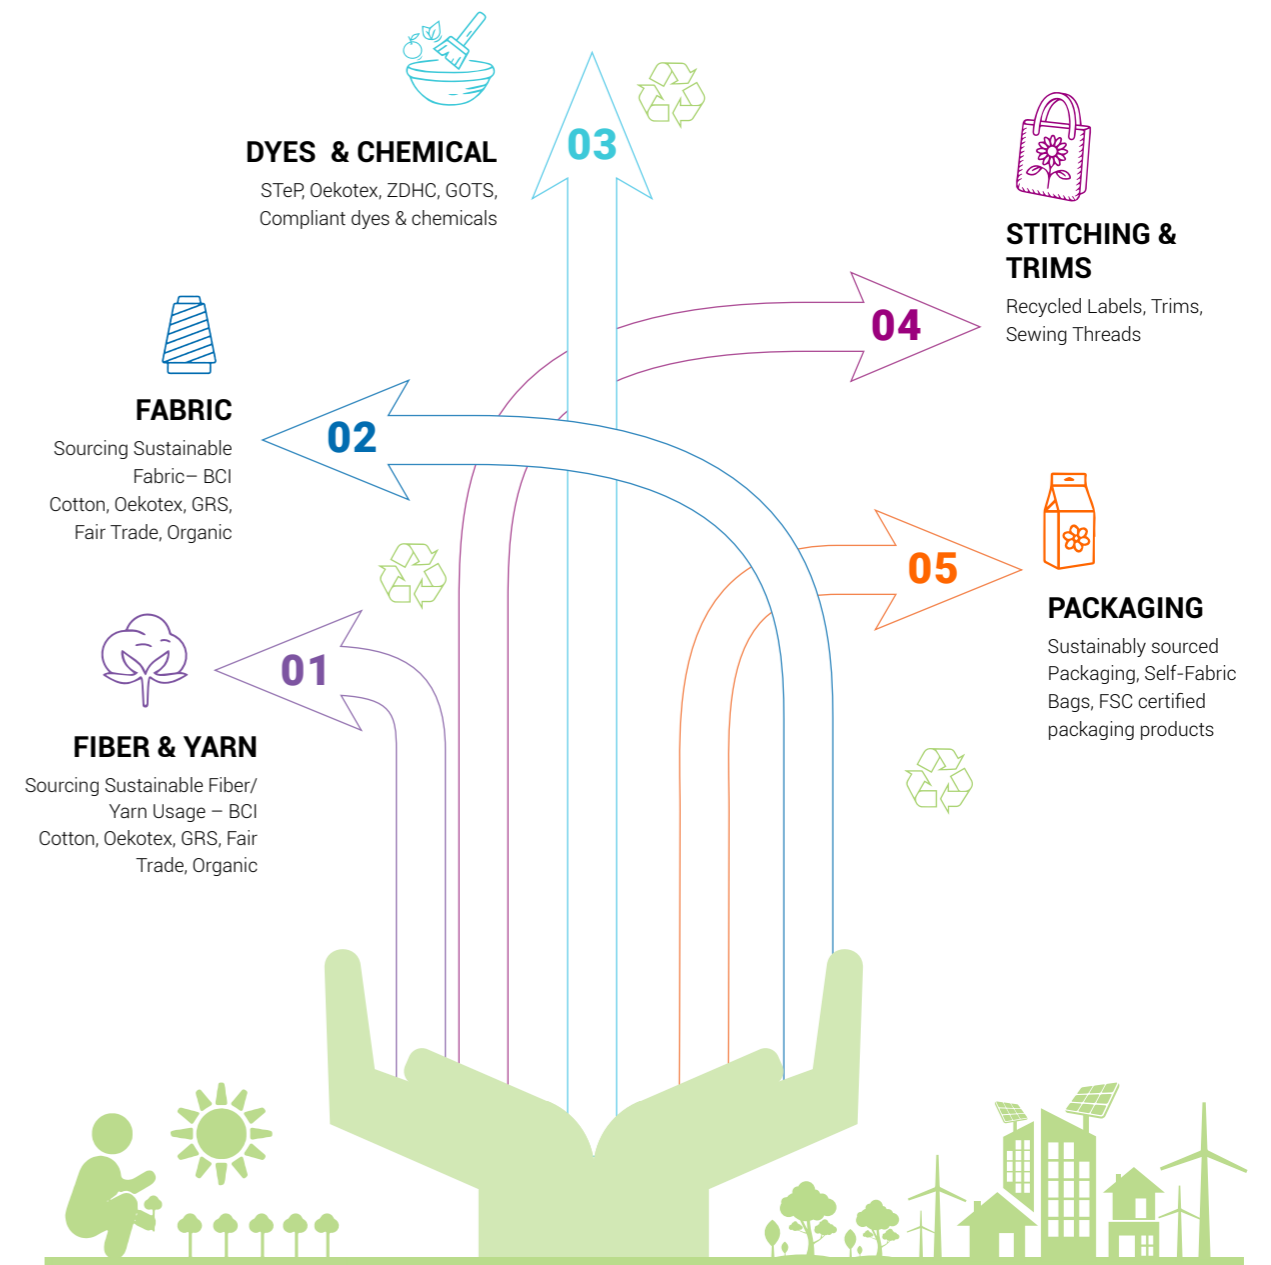 03
DYES & CHEMICAL
STeP, Oekotex, ZDHC, GOTS,
Compliant dyes & chemicals
STITCHING &
TRIMS
Recycled Labels, Trims,
Sewing Threads
04
FABRIC
Sourcing Sustainable
Fabric– BCI
Cotton, Oekotex, GRS,
Fair Trade, Organic
02
05
PACKAGING
Sustainably sourced
Packaging, Self-Fabric
Bags, FSC certified
packaging products
01
FIBER & YARN
Sourcing Sustainable Fiber/
Yarn Usage – BCI
Cotton, Oekotex, GRS, Fair
Trade, Organic